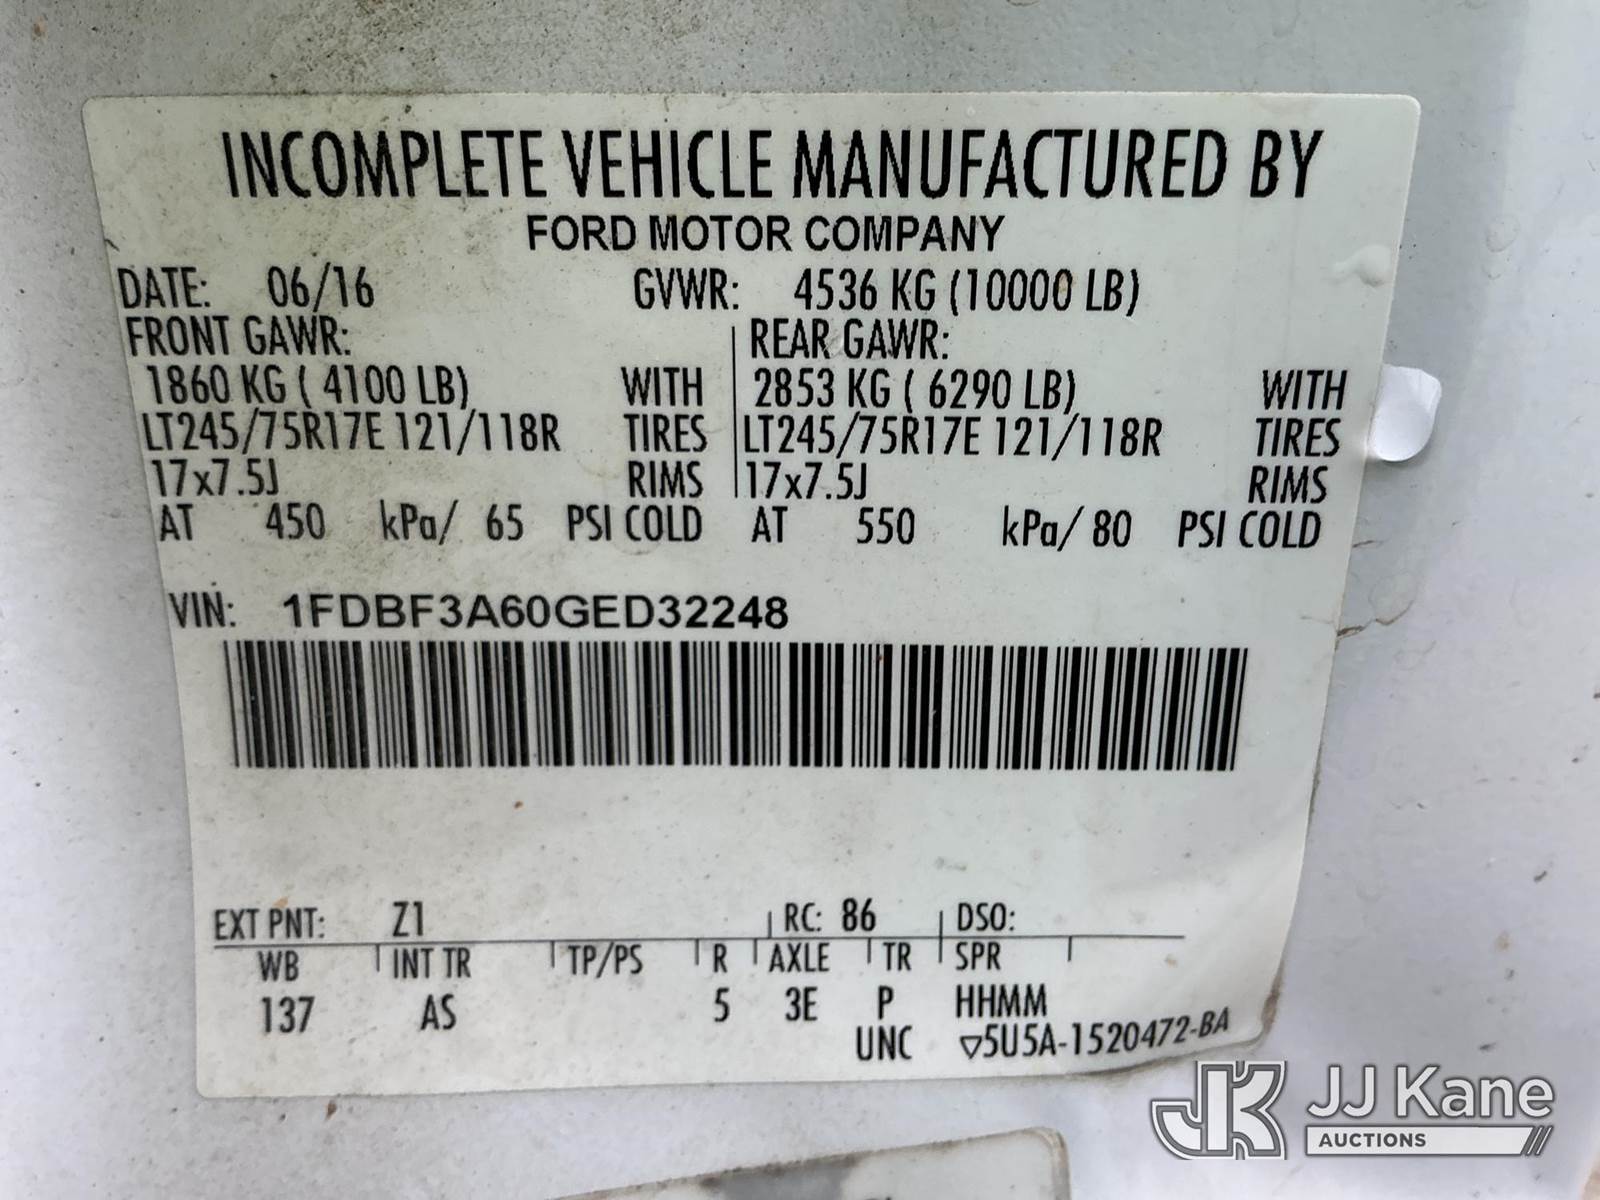 INCOMPLETE VEHICLE MANUFACTURED BY
FORD MOTOR COMPANY
DATE: 06/16 GVWR: 4536 KG (10000 LB)
FRONT GAWR: REAR GAWR:
1860 KG ( 4100 LB) WITH 2853 KG ( 6290 LB) WITH
LT245/75R17E 121/118R TIRES LT245/75R17E 121/118R TIRES
17x7.5J RIMS 17x7.5J RIMS
AT 450 kPa/ 65 PSI COLD AT 550 kPa/ 80 PSI COLD
VIN: 1FDBF3A60GED32248
EXT PNT: Z1 RC: 86 DSO:
WB INT TR TP/PS R AXLE TR SPR
137 AS 5 3E P HHMM
UNC ▽5U5A-1520472-BA
JK JJ Kane
AUCTIONS